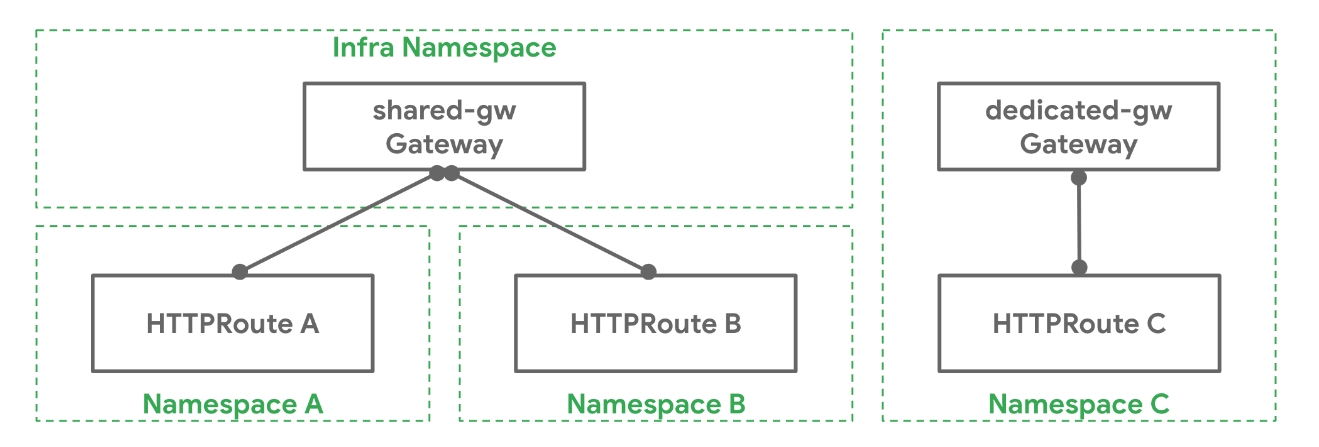 Infra Namespace
shared-gw
Gateway
HTTPRoute A
Namespace A
HTTPRoute B
Namespace B
dedicated-gw
Gateway
HTTPRoute C
Namespace C